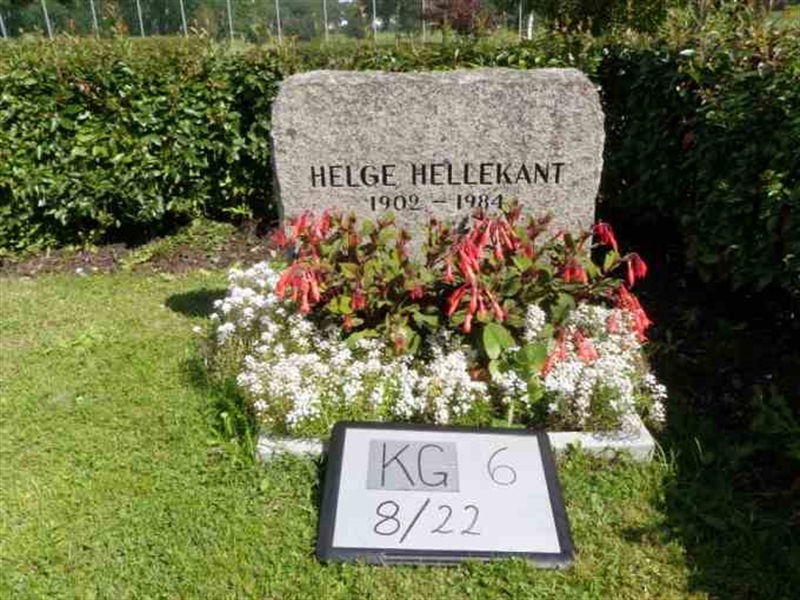 HELGE HELLEKANT
1902 – 1984
KG 6
8/22